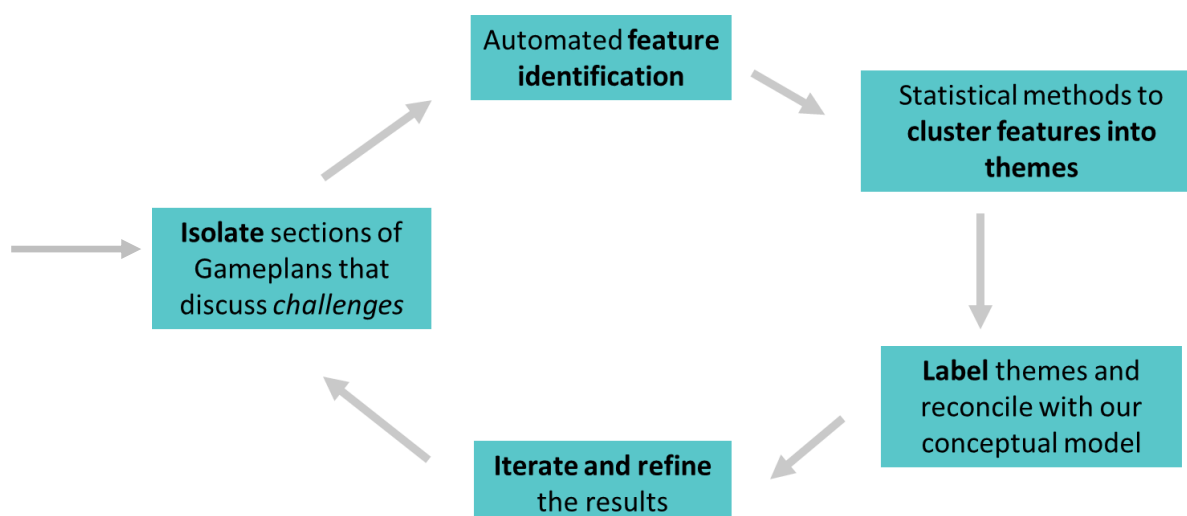 Automated feature
identification
Statistical methods to
cluster features into
themes
Isolate sections of
Gameplans that
discuss challenges
Label themes and
reconcile with our
conceptual model
Iterate and refine
the results